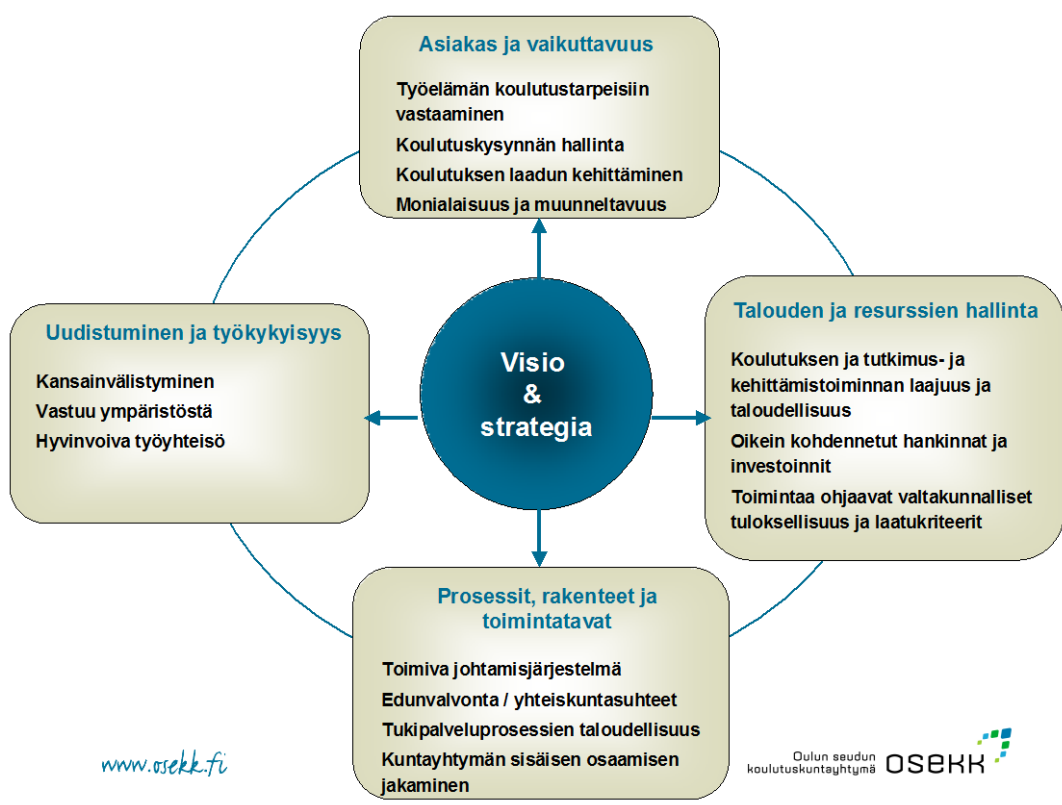 Asiakas ja vaikuttavuus
Työelämän koulutustarpeisiin
vastaaminen
Koulutuskysynnän hallinta
Koulutuksen laadun kehittäminen
Monialaisuus ja muunneltavuus
Uudistuminen ja työkykyisyys
Kansainvälistyminen
Vastuu ympäristöstä
Hyvinvoiva työyhteisö
Visio
&
strategia
Talouden ja resurssien hallinta
Koulutuksen ja tutkimus- ja
kehittämistoiminnan laajuus ja
taloudellisuus
Oikein kohdennetut hankinnat ja
investoinnit
Toimintaa ohjaavat valtakunnalliset
tuloksellisuus ja laatukriteerit
Prosessit, rakenteet ja
toimintatavat
Toimiva johtamisjärjestelmä
Edunvalvonta / yhteiskuntasuhteet
Tukipalveluprosessien taloudellisuus
Kuntayhtymän sisäisen osaamisen
jakaminen
www.osekk.fi
Oulun seudun
koulutuskuntayhtymä
OSEKK